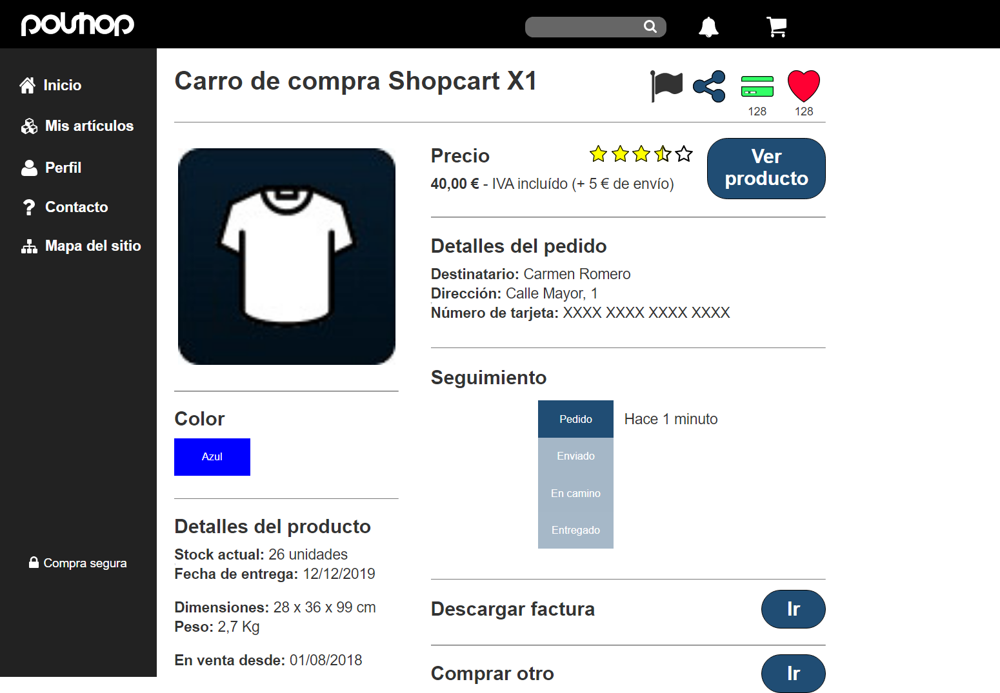 polishop
Inicio
Mis artículos
Perfil
Contacto
Mapa del sitio
Compra segura
Carro de compra Shopcart X1
128
128
Precio
40,00 € - IVA incluído (+ 5 € de envío)
Ver
producto
Detalles del pedido
Destinatario: Carmen Romero
Dirección: Calle Mayor, 1
Número de tarjeta: XXXX XXXX XXXX XXXX
Seguimiento
Pedido
Hace 1 minuto
Enviado
En camino
Entregado
Color
Azul
Detalles del producto
Stock actual: 26 unidades
Fecha de entrega: 12/12/2019
Dimensiones: 28 x 36 x 99 cm
Peso: 2,7 Kg
En venta desde: 01/08/2018
Descargar factura
Ir
Comprar otro
Ir